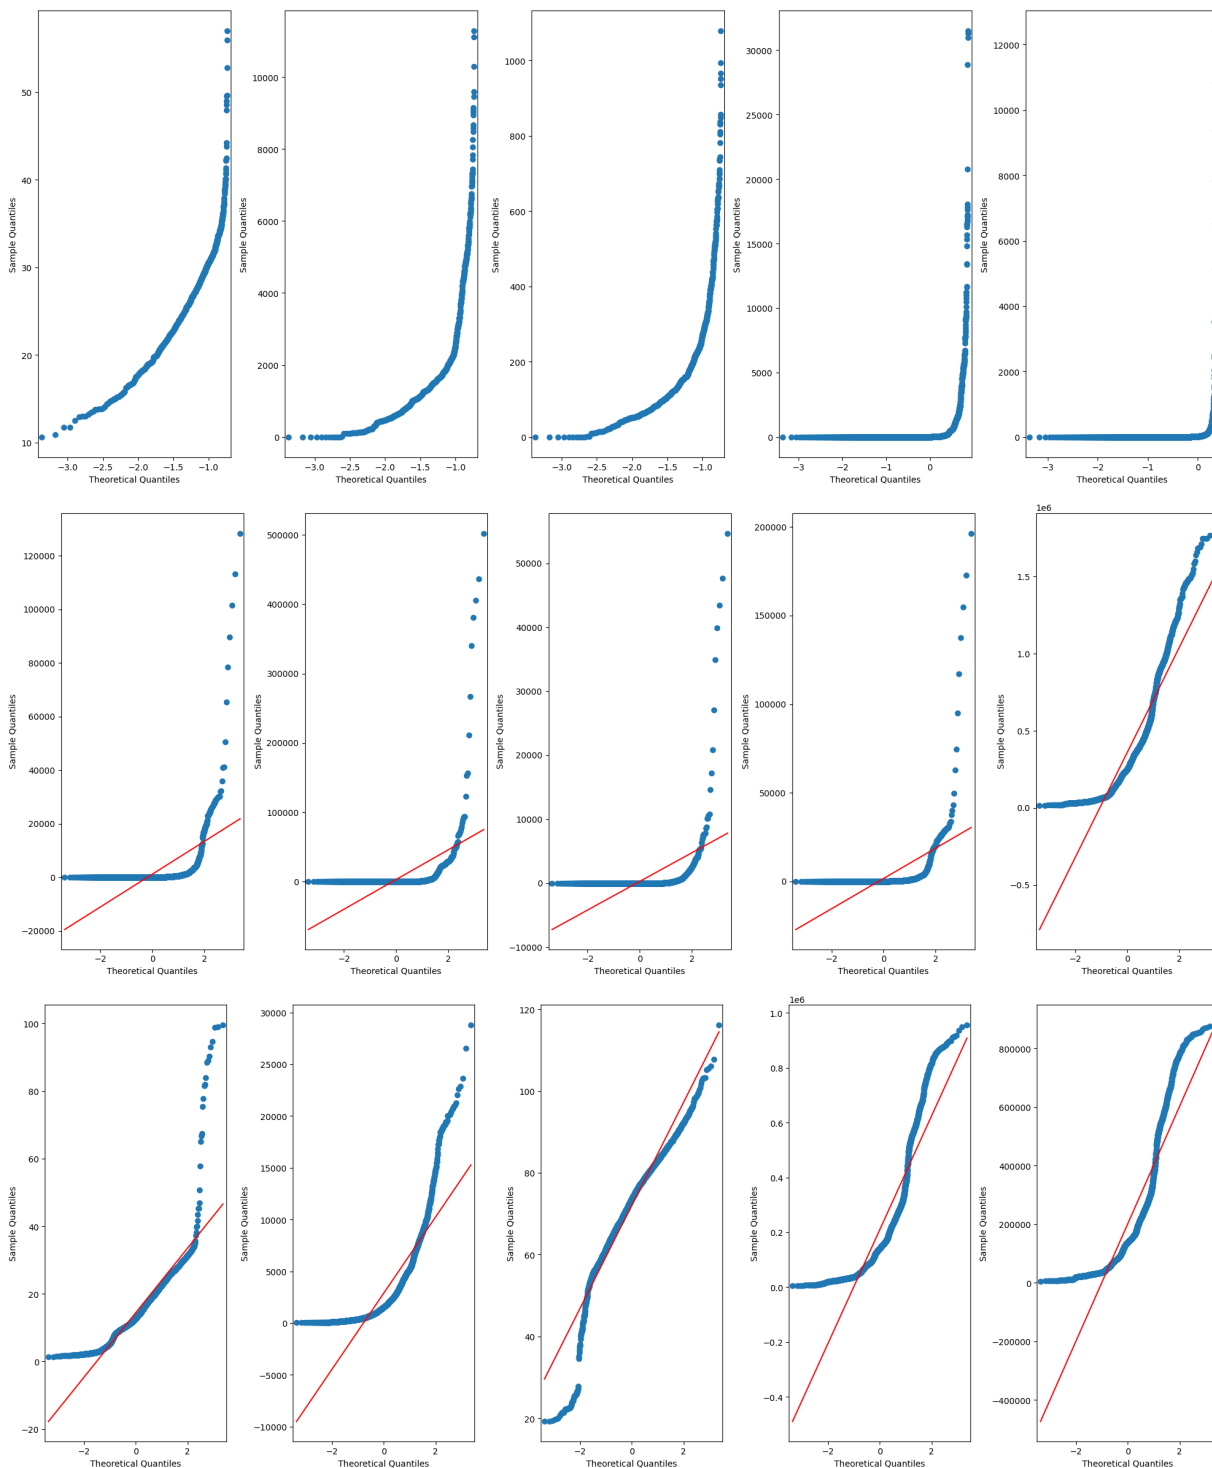 50
40
30
20
10
Sample Quantiles
−3.0 −2.5 −2.0 −1.5 −1.0
Theoretical Quantiles
10000
8000
6000
4000
2000
0
Sample Quantiles
−3.0 −2.5 −2.0 −1.5 −1.0
Theoretical Quantiles
1000
800
600
400
200
0
Sample Quantiles
−3.0 −2.5 −2.0 −1.5 −1.0
Theoretical Quantiles
30000
25000
20000
15000
10000
5000
0
Sample Quantiles
−3 −2 −1 0
Theoretical Quantiles
12000
10000
8000
6000
4000
2000
0
Sample Quantiles
−3 −2 −1 0
Theoretical Quantiles
120000
100000
80000
60000
40000
20000
0
−20000
Sample Quantiles
−2 0 2
Theoretical Quantiles
500000
400000
300000
200000
100000
0
Sample Quantiles
−2 0 2
Theoretical Quantiles
50000
40000
30000
20000
10000
0
−10000
Sample Quantiles
−2 0 2
Theoretical Quantiles
200000
150000
100000
50000
0
Sample Quantiles
−2 0 2
Theoretical Quantiles
1e6
1.5
1.0
0.5
0.0
−0.5
Sample Quantiles
−2 0 2
Theoretical Quantiles
100
80
60
40
20
0
−20
Sample Quantiles
−2 0 2
Theoretical Quantiles
30000
25000
20000
15000
10000
5000
0
−5000
−10000
Sample Quantiles
−2 0 2
Theoretical Quantiles
120
100
80
60
40
20
Sample Quantiles
−2 0 2
Theoretical Quantiles
1e6
1.0
0.8
0.6
0.4
0.2
0.0
−0.2
−0.4
Sample Quantiles
−2 0 2
Theoretical Quantiles
800000
600000
400000
200000
0
−200000
−400000
Sample Quantiles
−2 0 2
Theoretical Quantiles